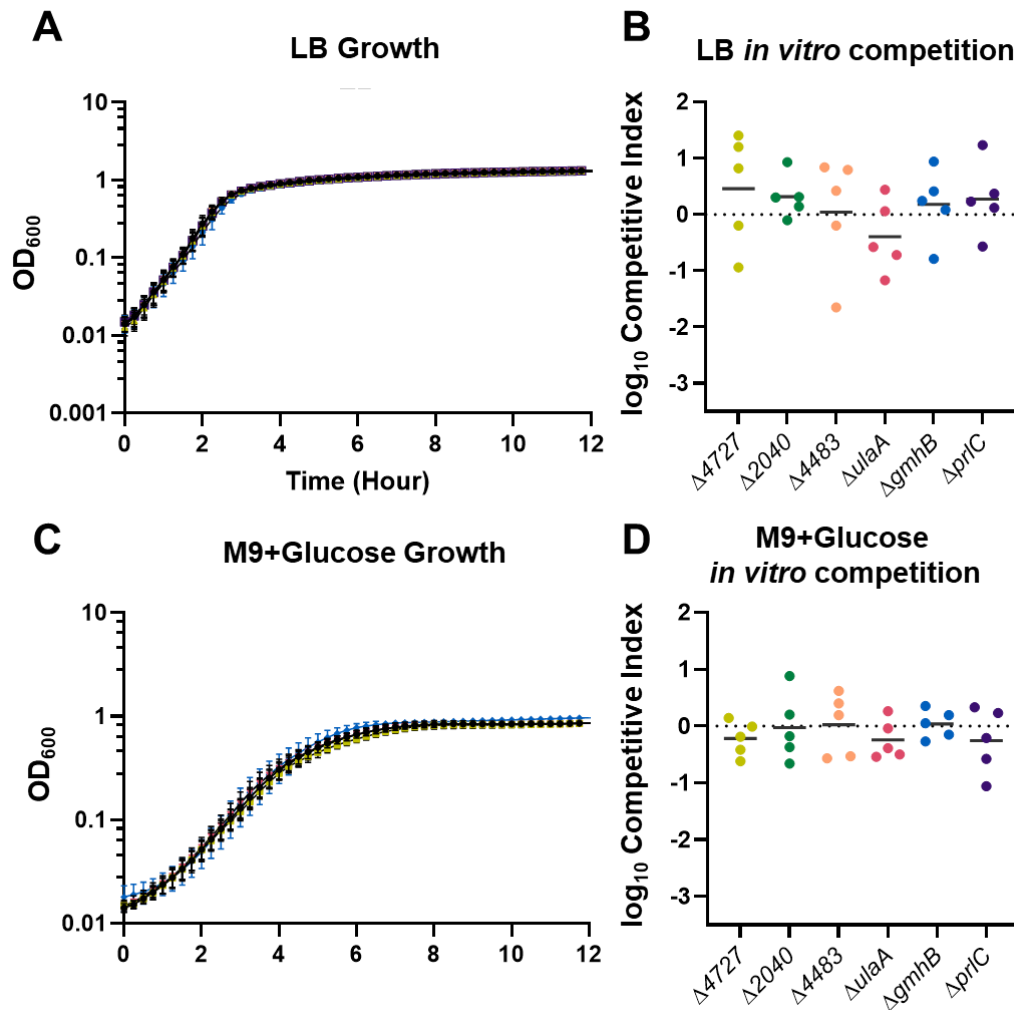 A
LB Growth
10
1
0.1
0.01
0.001
OD600
0
2
4
6
8
10
12
Time (Hour)
B
LB in vitro competition
2
1
0
-1
-2
-3
log10 Competitive Index
Δ4727
Δ2040
Δ4483
ΔulaA
ΔgmhB
ΔprlC
C
M9+Glucose Growth
10
1
0.1
0.01
OD600
0
2
4
6
8
10
12
D
M9+Glucose
in vitro competition
2
1
0
-1
-2
-3
log10 Competitive Index
Δ4727
Δ2040
Δ4483
ΔulaA
ΔgmhB
ΔprlC